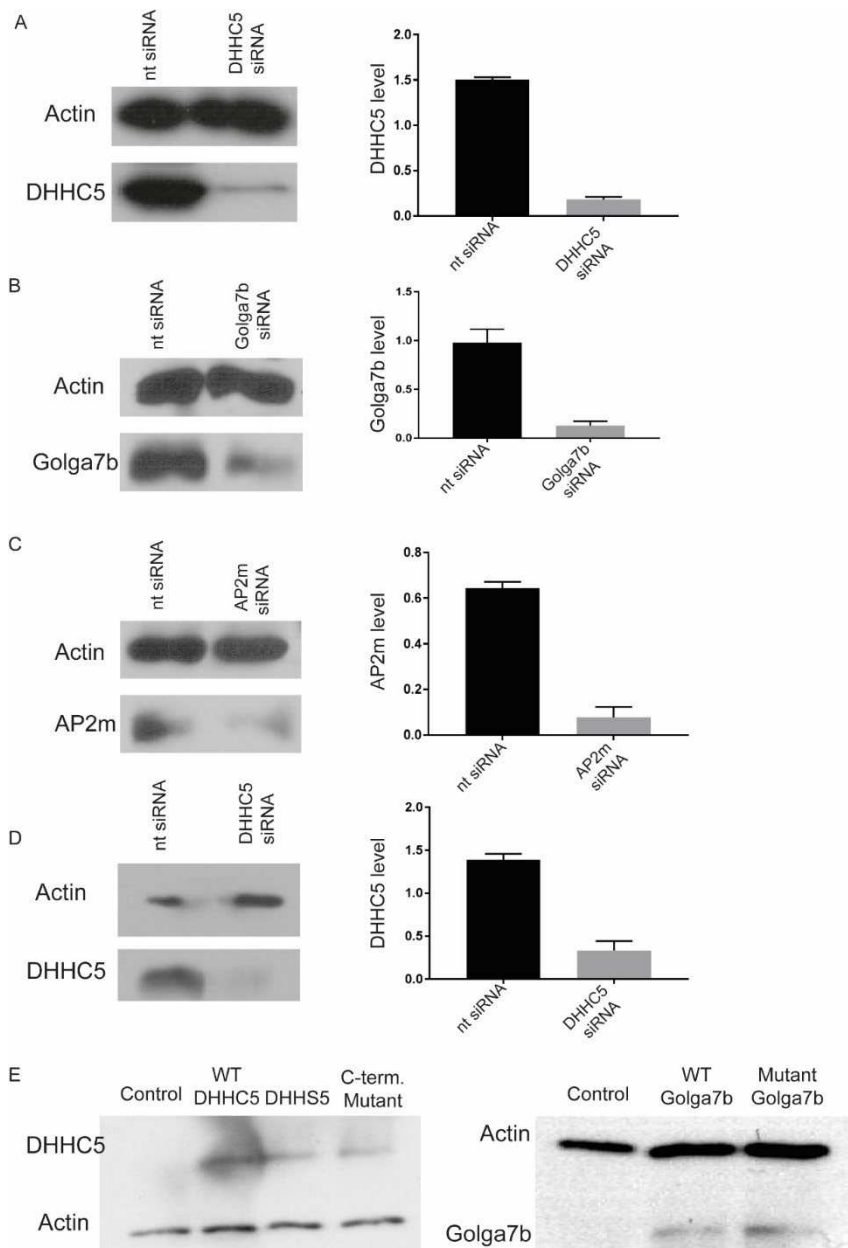 A
nt siRNA
DHHC5
siRNA
Actin
DHHC5
DHHC5 level
2.0
1.5
1.0
0.5
0.0
nt siRNA
DHHC5
siRNA
B
nt siRNA
Golga7b
siRNA
Actin
Golga7b
Golga7b level
1.5
1.0
0.5
0.0
nt siRNA
Golga7b
siRNA
C
nt siRNA
AP2m
siRNA
Actin
AP2m
AP2m level
0.8
0.6
0.4
0.2
0.0
nt siRNA
AP2m
siRNA
D
nt siRNA
DHHC5
siRNA
Actin
DHHC5
DHHC5 level
2.0
1.5
1.0
0.5
0.0
nt siRNA
DHHC5
siRNA
E
Control
WT
DHHC5
DHHS5
C-term.
Mutant
DHHC5
Actin
Control
WT
Golga7b
Mutant
Golga7b
Actin
Golga7b